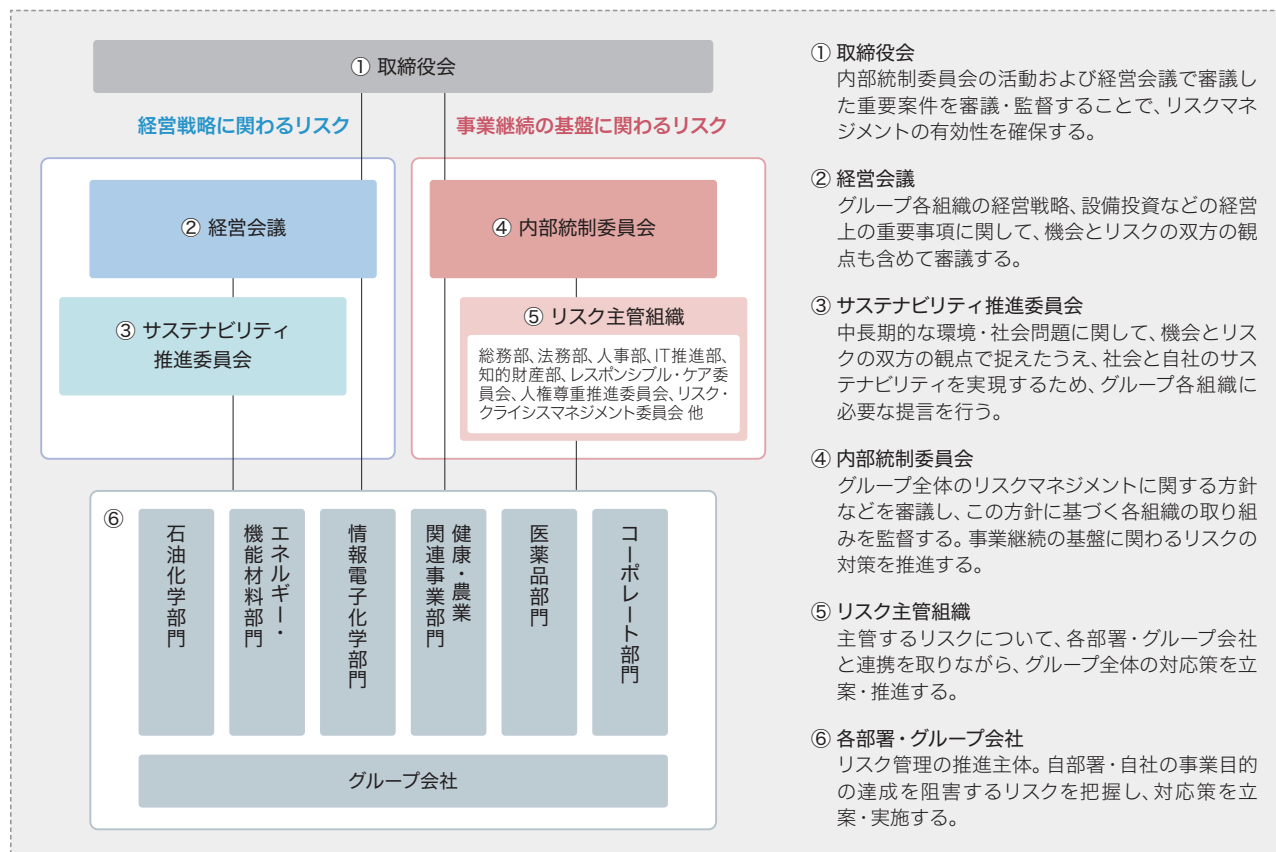 ① 取締役会
経営戦略に関わるリスク
事業継続の基盤に関わるリスク
② 経営会議
③ サステナビリティ
推進委員会
④ 内部統制委員会
⑤ リスク主管組織
総務部、法務部、人事部、IT推進部、
知的財産部、レスポンシブル・ケア委
員会、人権尊重推進委員会、リスク・
クライシスマネジメント委員会 他
⑥
石油化学部門
エネルギー・
機能材料部門
情報電子化学部門
健康・農業
関連事業部門
医薬品部門
コーポレート部門
グループ会社
① 取締役会
内部統制委員会の活動および経営会議で審議し
た重要案件を審議・監督することで、リスクマネ
ジメントの有効性を確保する。
② 経営会議
グループ各組織の経営戦略、設備投資などの経営
上の重要事項に関して、機会とリスクの双方の観
点も含めて審議する。
③ サステナビリティ推進委員会
中長期的な環境・社会問題に関して、機会とリス
クの双方の観点で捉えたうえ、社会と自社のサス
テナビリティを実現するため、グループ各組織に
必要な提言を行う。
④ 内部統制委員会
グループ全体のリスクマネジメントに関する方針
などを審議し、この方針に基づく各組織の取り組
みを監督する。事業継続の基盤に関わるリスクの
対策を推進する。
⑤ リスク主管組織
主管するリスクについて、各部署・グループ会社
と連携を取りながら、グループ全体の対応策を立
案・推進する。
⑥ 各部署・グループ会社
リスク管理の推進主体。自部署・自社の事業目的
の達成を阻害するリスクを把握し、対応策を立
案・実施する。